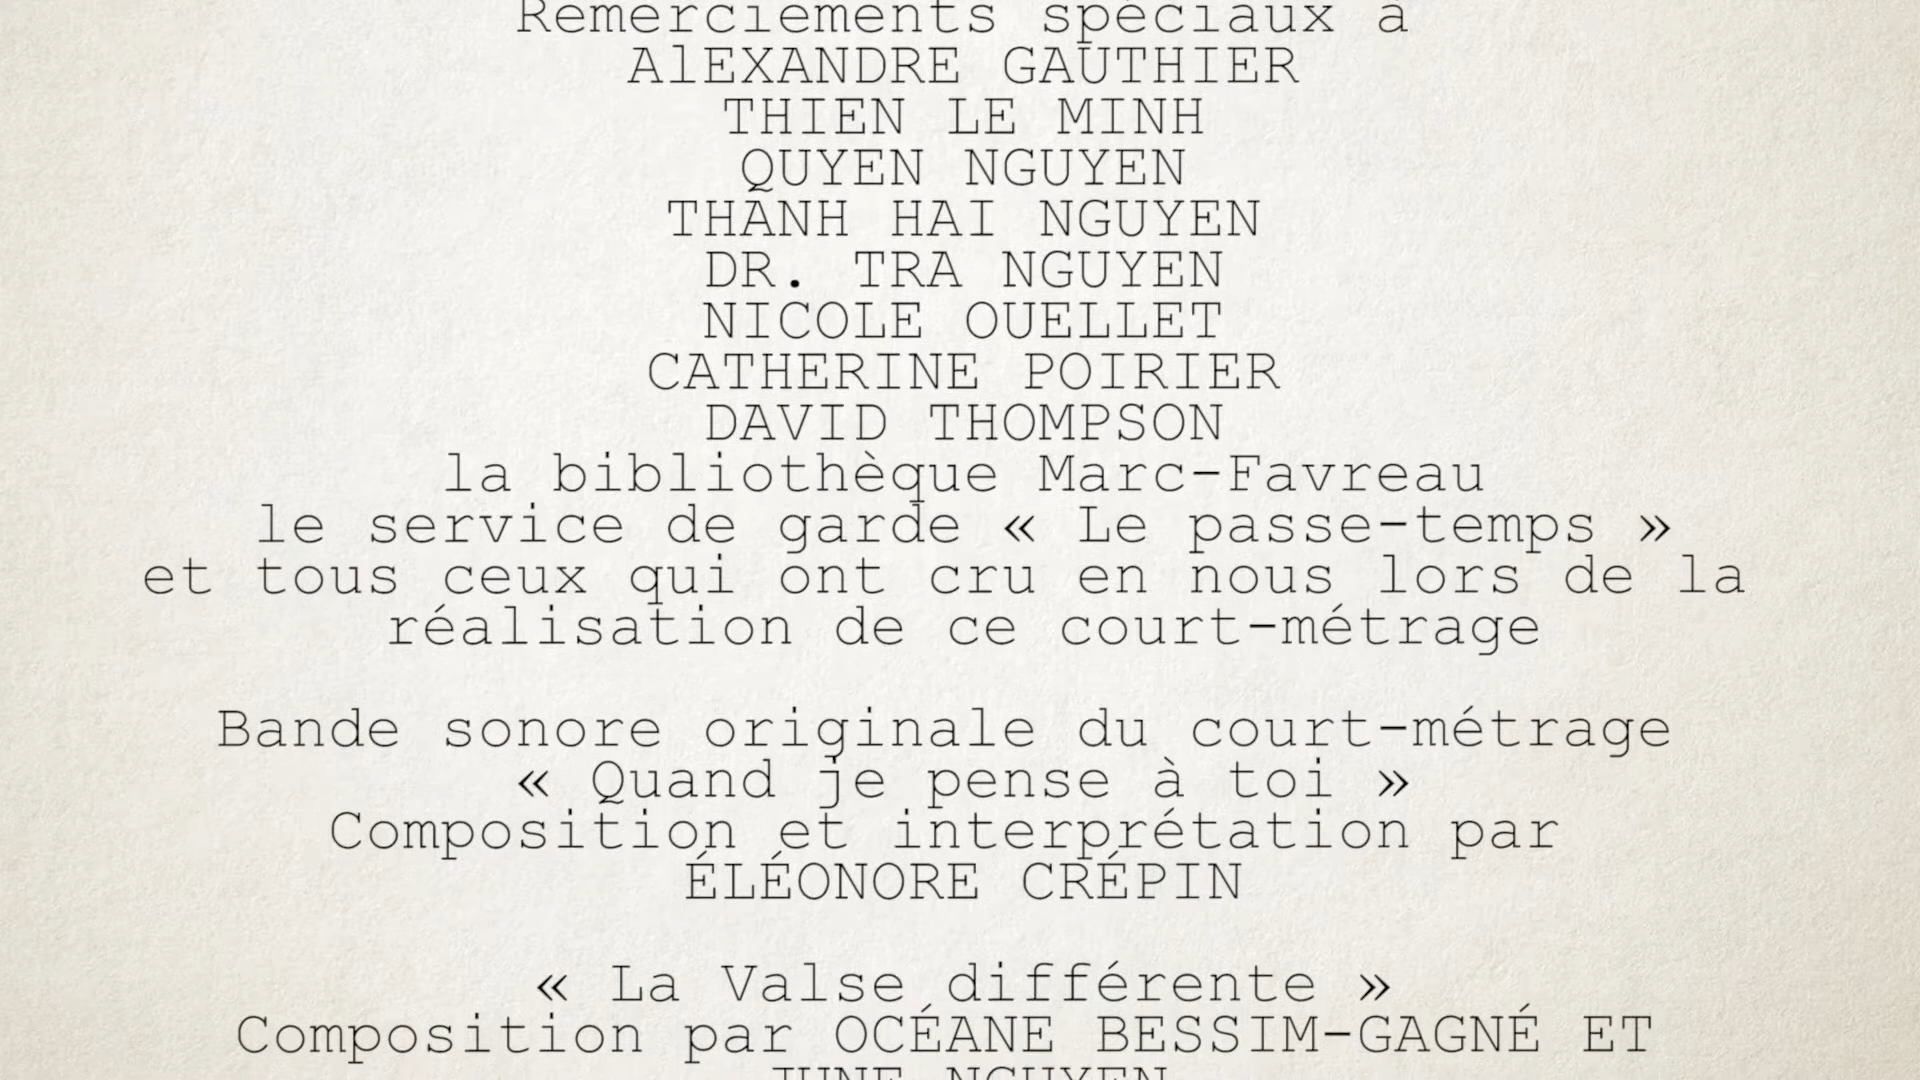 Remerciements spéciaux à
AlEXANDRE GAUTHIER
THIEN LE MINH
QUYEN NGUYEN
THANH HAI NGUYEN
DR. TRA NGUYEN
NICOLE OUELLET
CATHERINE POIRIER
DAVID THOMPSON
la bibliothèque Marc-Favreau
le service de garde « Le passe-temps »
et tous ceux qui ont cru en nous lors de la
réalisation de ce court-métrage
Bande sonore originale du court-métrage
« Quand je pense à toi »
Composition et interprétation par
ÉLÉONORE CRÉPIN
« La Valse différente »
Composition par OCÉANE BESSIM-GAGNÉ ET
JUNE NGUYEN